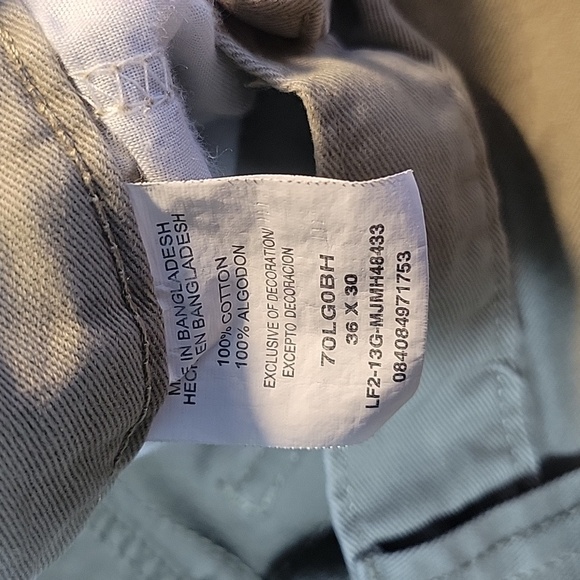 IN BANGLADESH
EN BANGLADESH
100% COTTON
100% ALGODON
EXCLUSIVE OF DECORATION/
EXCEPTO DECORACION
70LG0BH
36 X 30
LF2-13G-MJMH48433
084084971753